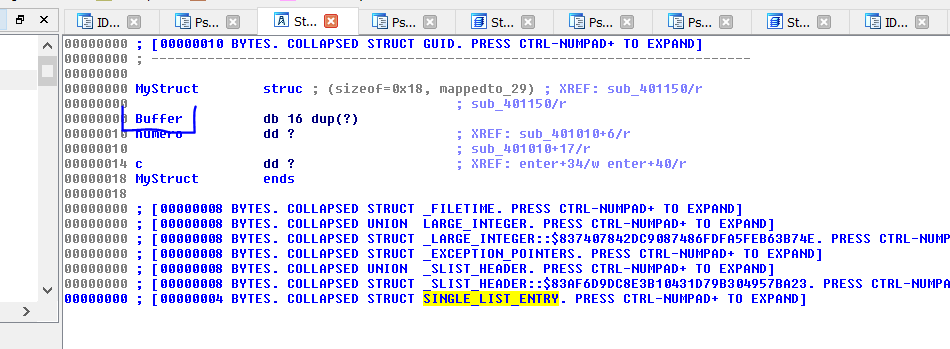 ID... Ps... St... Ps... St... Ps... Ps... St... ID...
00000000 ; [00000010 BYTES. COLLAPSED STRUCT GUID. PRESS CTRL-NUMPAD+ TO EXPAND]
00000000 ; ---------------------------------------------------------------------------
00000000
00000000 MyStruct struc ; (sizeof=0x18, mappedto_29) ; XREF: sub_401150/r
00000000 ; sub_401150/r
00000000 Buffer db 16 dup(?)
00000010 numero dd ? ; XREF: sub_401010+6/r
00000010 ; sub_401010+17/r
00000014 c dd ? ; XREF: enter+34/w enter+40/r
00000018 MyStruct ends
00000018
00000000 ; [00000008 BYTES. COLLAPSED STRUCT _FILETIME. PRESS CTRL-NUMPAD+ TO EXPAND]
00000000 ; [00000008 BYTES. COLLAPSED UNION LARGE_INTEGER. PRESS CTRL-NUMPAD+ TO EXPAND]
00000000 ; [00000008 BYTES. COLLAPSED STRUCT _LARGE_INTEGER::$837407842DC9087486FDFA5FEB63B74E. PRESS CTRL-NUM
00000000 ; [00000008 BYTES. COLLAPSED STRUCT _EXCEPTION_POINTERS. PRESS CTRL-NUMPAD+ TO EXPAND]
00000000 ; [00000008 BYTES. COLLAPSED UNION _SLIST_HEADER. PRESS CTRL-NUMPAD+ TO EXPAND]
00000000 ; [00000008 BYTES. COLLAPSED STRUCT _SLIST_HEADER::$83AF6D9DC8E3B10431D79B304957BA23. PRESS CTRL-NUMPA
00000000 ; [00000004 BYTES. COLLAPSED STRUCT SINGLE_LIST_ENTRY. PRESS CTRL-NUMPAD+ TO EXPAND]